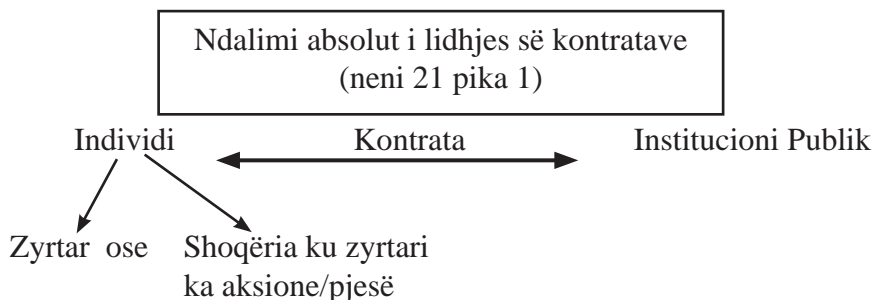 Ndalimi absolut i lidhjes së kontratave
(neni 21 pika 1)
Individi Kontrata Institucioni Publik
Zyrtar ose Shoqëria ku zyrtari
ka aksione/pjesë